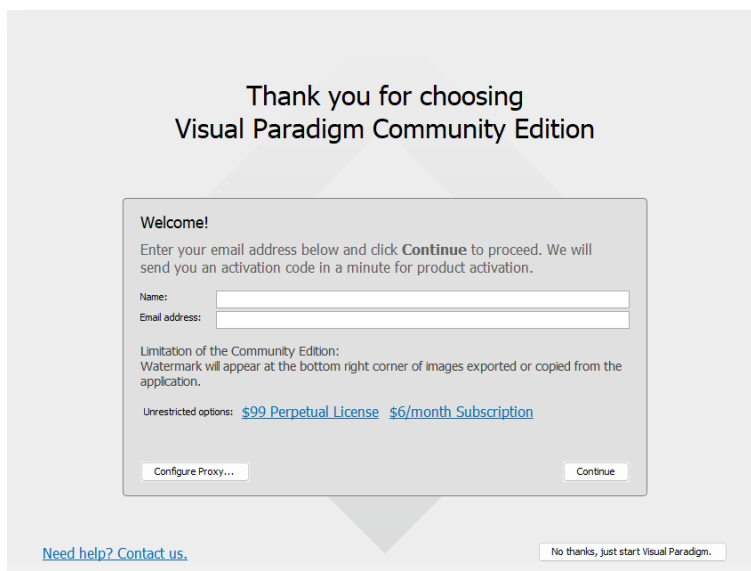 Thank you for choosing
Visual Paradigm Community Edition
Welcome!
Enter your email address below and click Continue to proceed. We will
send you an activation code in a minute for product activation.
Name:
Email address:
Limitation of the Community Edition:
Watermark will appear at the bottom right corner of images exported or copied from the
application.
Unrestricted options: $99 Perpetual License $6/month Subscription
Configure Proxy... Continue
Need help? Contact us. No thanks, just start Visual Paradigm.